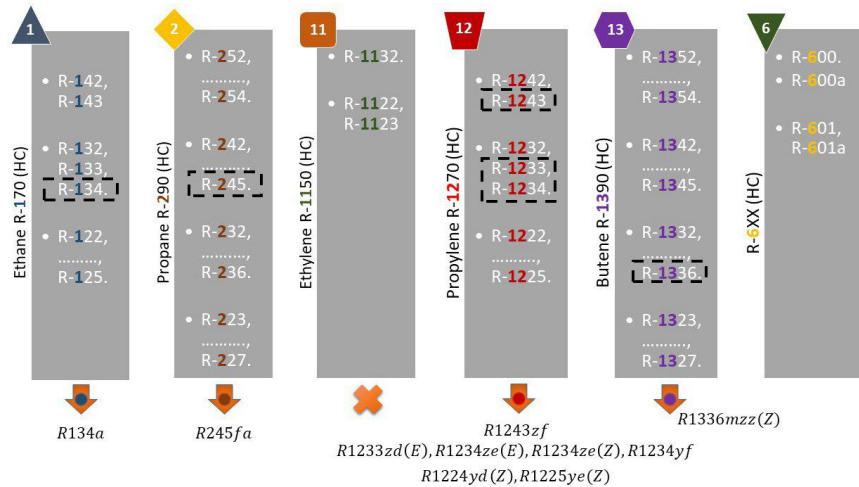 1
Ethane R-170 (HC)
R-142,
R-143
R-132,
R-133,
R-134.
R-122,
..........,
R-125.
R134a
2
Propane R-290 (HC)
R-252,
..........,
R-254.
R-242,
..........,
R-245.
R-232,
..........,
R-236.
R-223,
..........,
R-227.
R245fa
11
Ethylene R-1150 (HC)
R-1132.
R-1122,
R-1123
12
Propylene R-1270 (HC)
R-1242,
R-1243
R-1232,
R-1233,
R-1234.
R-1222,
..........,
R-1225.
R1243zf
R1233zd(E), R1234ze(E), R1234ze(Z), R1234yf
R1224yd(Z), R1225ye(Z)
13
Butene R-1390 (HC)
R-1352,
..........,
R-1354.
R-1342,
..........,
R-1345.
R-1332,
..........,
R-1336.
R-1323,
..........,
R-1327.
R1336mzz(Z)
6
R-6XX (HC)
R-600.
R-600a
R-601,
R-601a